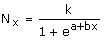 Nₓ = k / (1 + e^(a+bx))